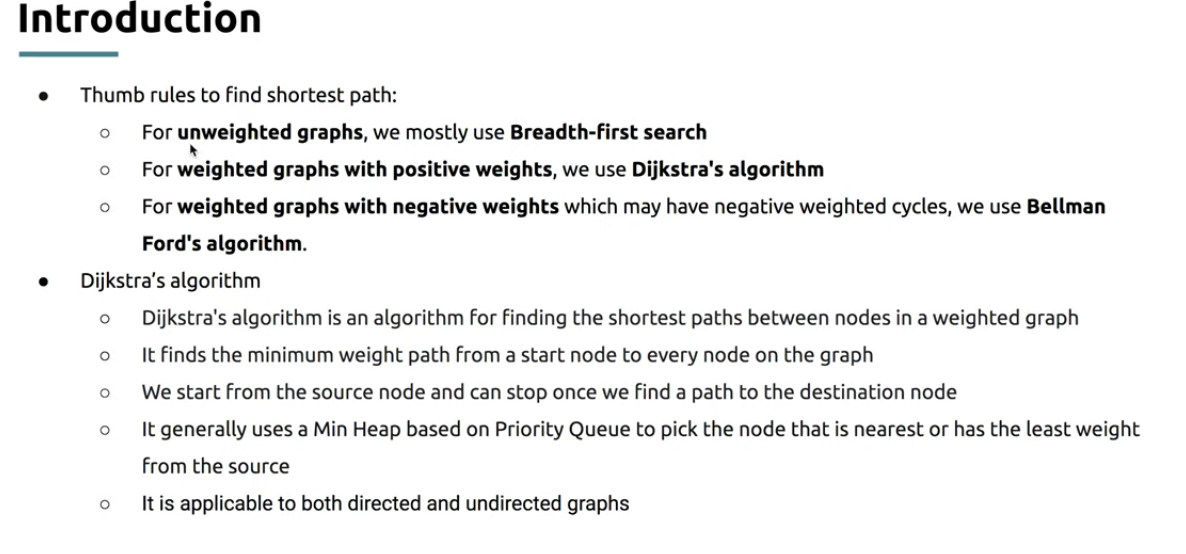 Introduction
● Thumb rules to find shortest path:
○ For unweighted graphs, we mostly use Breadth-first search
○ For weighted graphs with positive weights, we use Dijkstra's algorithm
○ For weighted graphs with negative weights which may have negative weighted cycles, we use Bellman
Ford's algorithm.
● Dijkstra’s algorithm
○ Dijkstra's algorithm is an algorithm for finding the shortest paths between nodes in a weighted graph
○ It finds the minimum weight path from a start node to every node on the graph
○ We start from the source node and can stop once we find a path to the destination node
○ It generally uses a Min Heap based on Priority Queue to pick the node that is nearest or has the least weight
from the source
○ It is applicable to both directed and undirected graphs